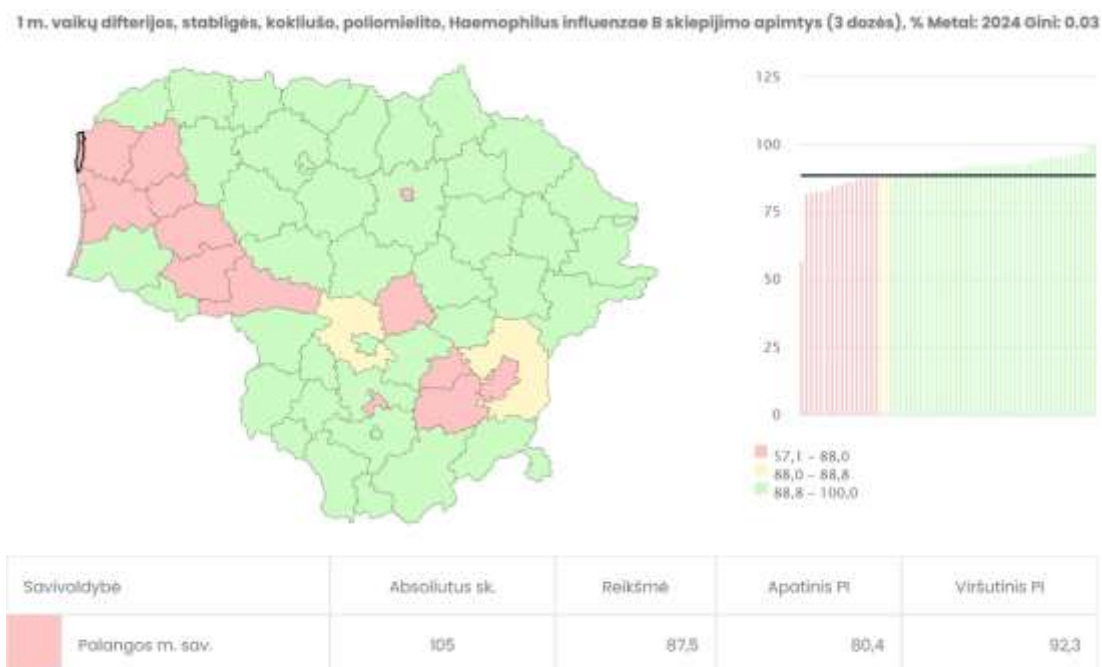 1 m. vaikų difterijos, stabligės, kokliušo, poliomielito, Haemophilus influenzae B skiepijimo apimtys (3 dozės), % Metai: 2024 Gini: 0.03
125
100
75
50
25
0
57,1 – 88,0
88,0 – 88,8
88,8 – 100,0
Savivaldybė Absoliutus sk. Reikšmė Apatinis PI Viršutinis PI
Palangos m. sav. 105 87,5 80,4 92,3